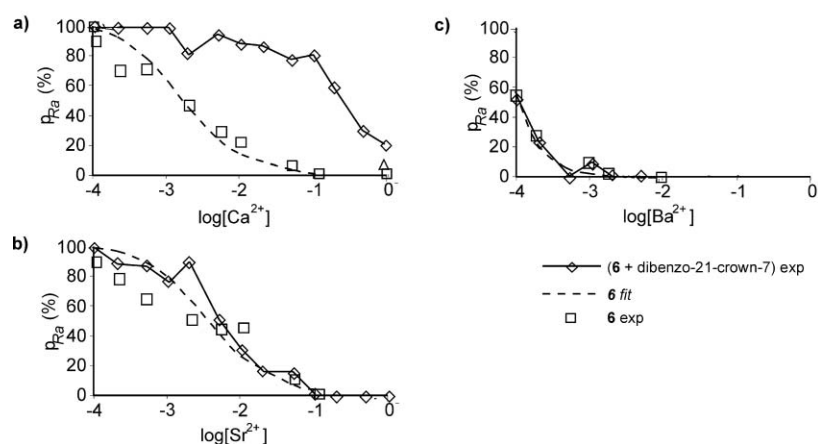 a)
100
80
60
40
20
0
p_Ra (%)
-4
-3
-2
-1
0
log[Ca²⁺]
b)
100
80
60
40
20
0
p_Ra (%)
-4
-3
-2
-1
0
log[Sr²⁺]
c)
100
80
60
40
20
0
p_Ra (%)
-4
-3
-2
-1
0
log[Ba²⁺]
(6 + dibenzo-21-crown-7) exp
6 fit
6 exp